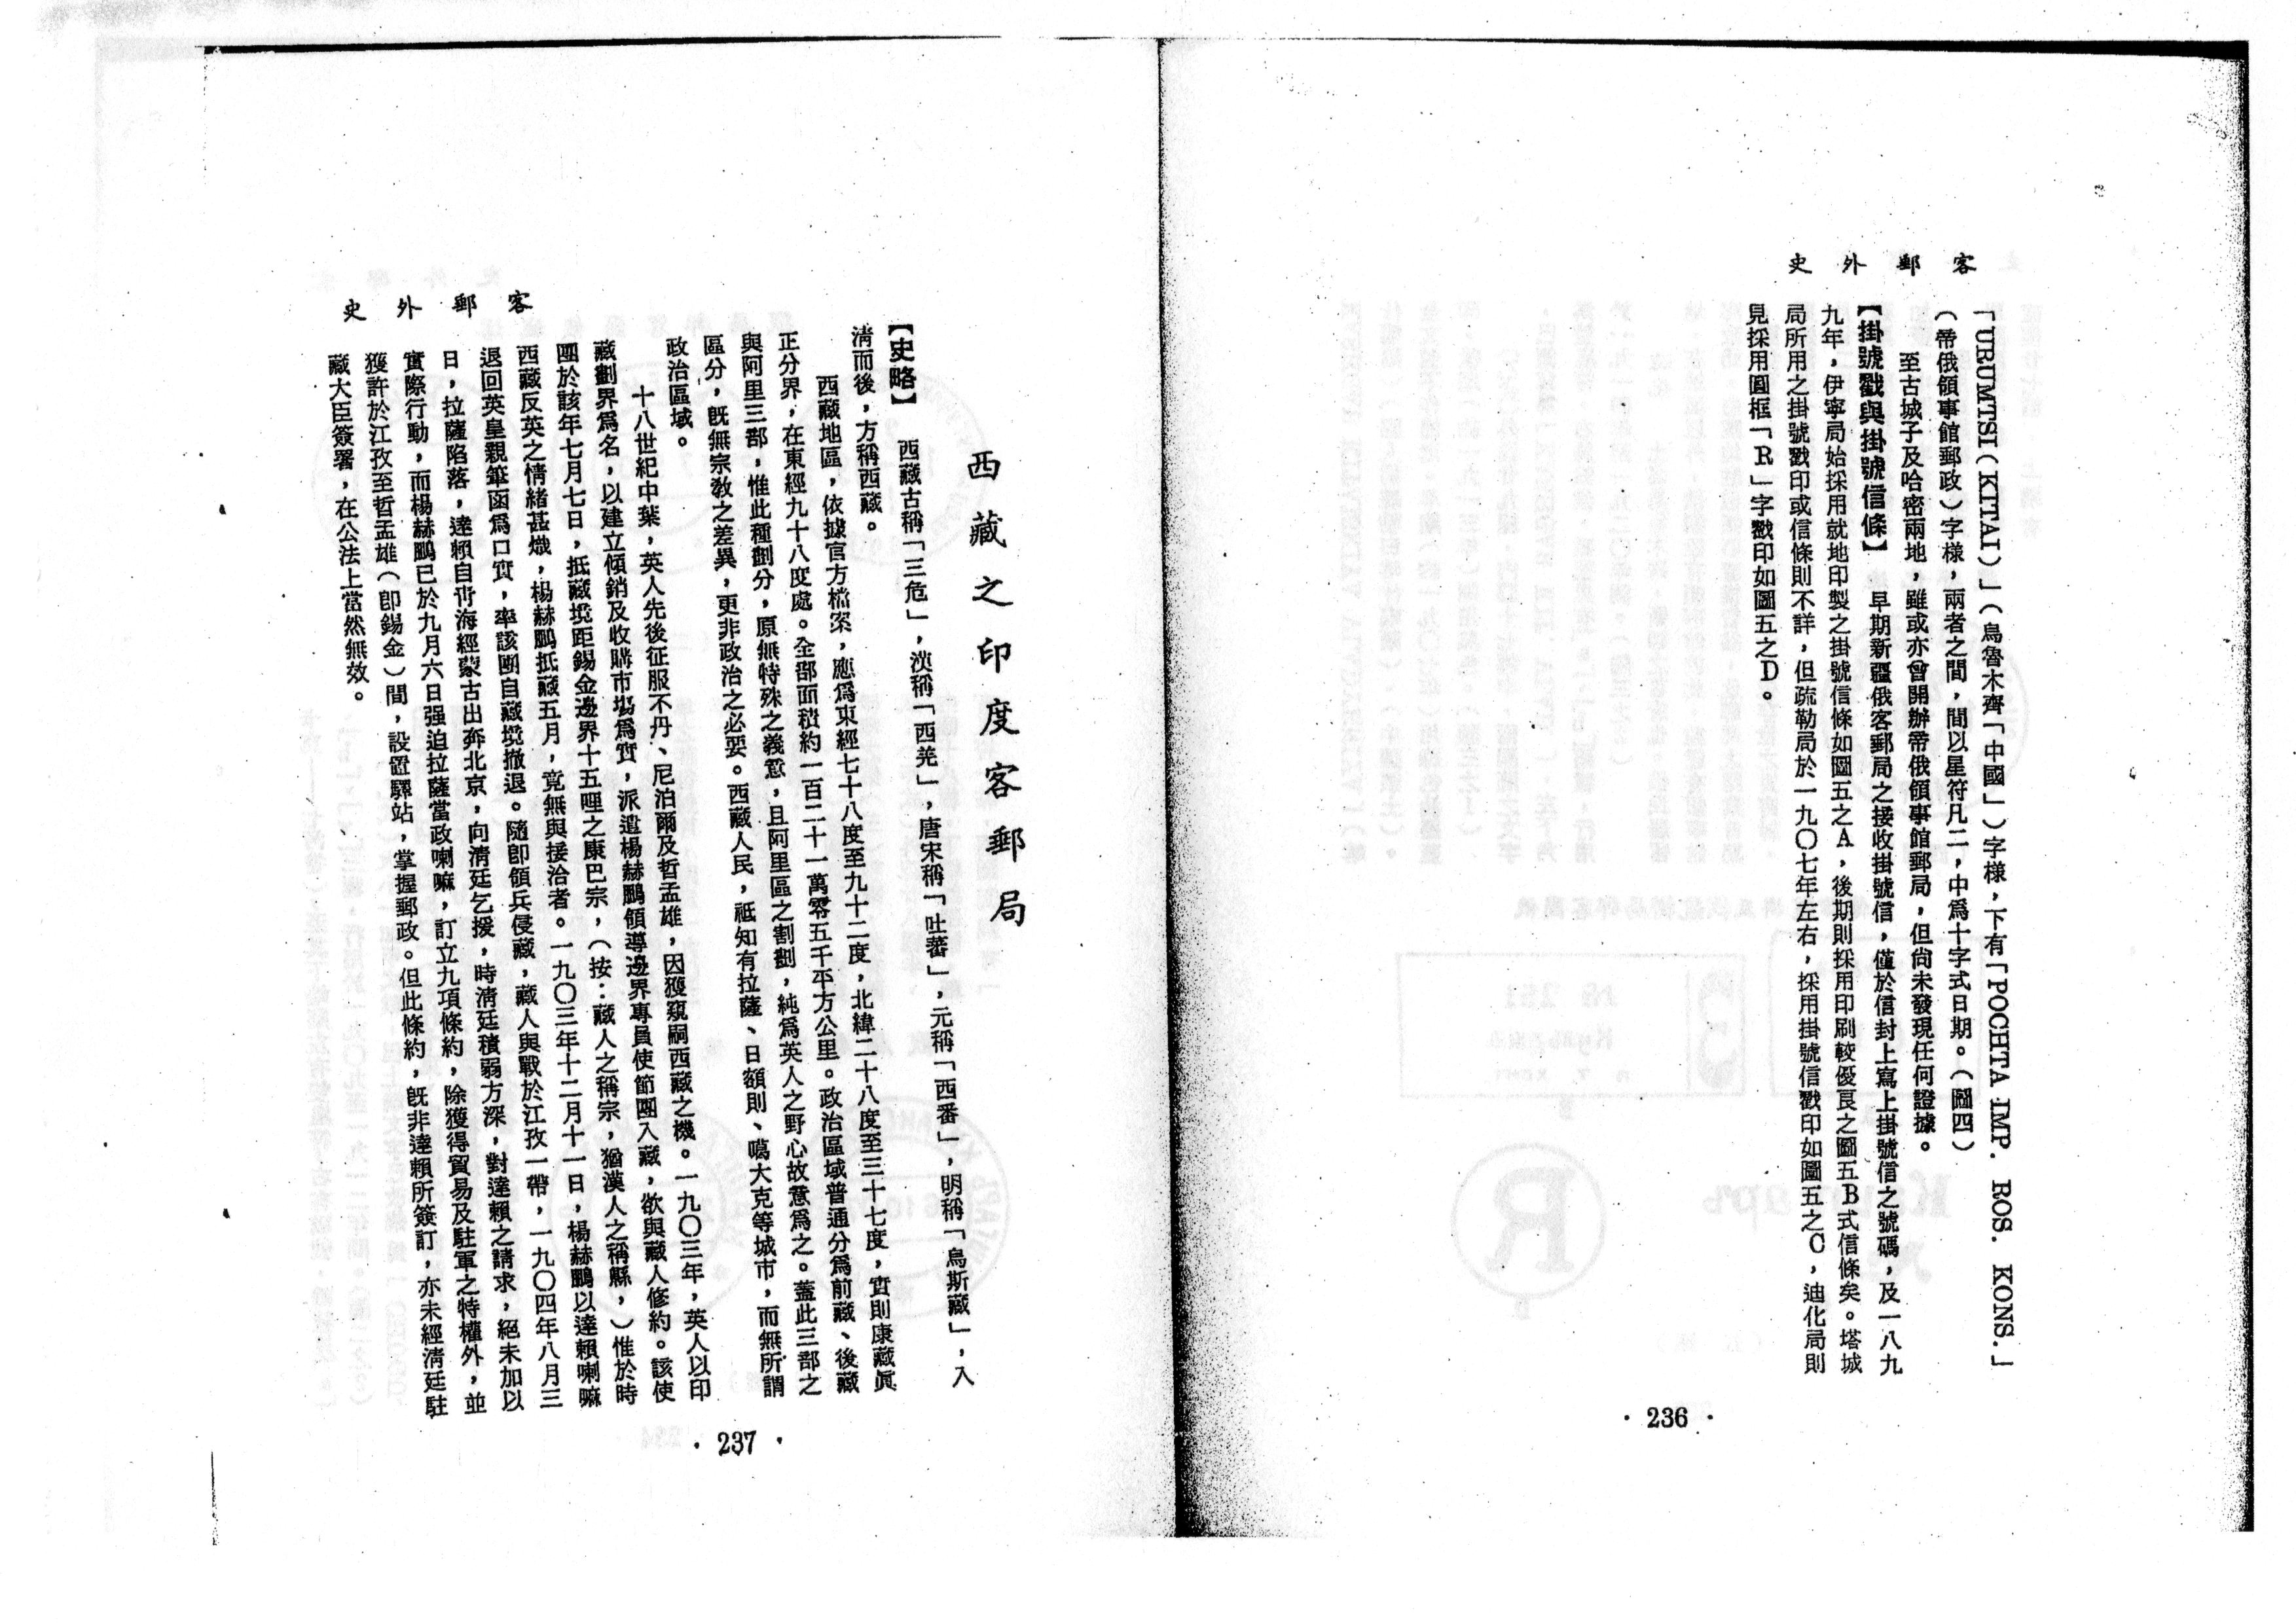 客郵外史
「URUMTSI（KITAI）」（烏魯木齊「中國」）字樣，下有「POCHTA IMP. ROS. KONS.」
（帶俄領事館郵政）字樣，兩者之間，間以星符凡二，中爲十字式日期。（圖四）
至古城子及哈密兩地，雖或亦曾開辦帶俄領事館郵局，但尙未發現任何證據。
【掛號戳與掛號信條】　早期新疆俄客郵局之接收掛號信，僅於信封上寫上掛號信之號碼，及一八九
九年，伊寧局始採用就地印製之掛號信條如圖五之A，後期則採用印刷較優良之圖五B式信條矣。塔城
局所用之掛號戳印或信條則不詳，但疏勒局於一九〇七年左右，採用掛號信戳印如圖五之C，迪化局則
見採用圓框「R」字戳印如圖五之D。
・236・
客郵外史
西藏之印度客郵局
【史略】　西藏古稱「三危」，漢稱「西羌」，唐宋稱「吐蕃」，元稱「西番」，明稱「烏斯藏」，入
淸而後，方稱西藏。
西藏地區，依據官方檔案，應爲東經七十八度至九十二度，北緯二十八度至三十七度，實則康藏眞
正分界，在東經九十八度處。全部面積約一百二十一萬零五千平方公里。政治區域普通分爲前藏、後藏
與阿里三部，惟此種劃分，原無特殊之義意，且阿里區之割劃，純爲英人之野心故意爲之。蓋此三部之
區分，旣無宗敎之差異，更非政治之必要。西藏人民，祗知有拉薩、日額則、噶大克等城市，而無所謂
政治區域。
十八世紀中葉，英人先後征服不丹、尼泊爾及哲孟雄，因獲窺嗣西藏之機。一九〇三年，英人以印
藏劃界爲名，以建立傾銷及收購市塲爲實，派遣楊赫鵬領導邊界專員使節團入藏，欲與藏人修約。該使
團於該年七月七日，抵藏境距錫金邊界十五哩之康巴宗，（按：藏人之稱宗，猶漢人之稱縣，）惟於時
西藏反英之情緒甚熾，楊赫鵬抵藏五月，竟無與接洽者。一九〇三年十二月十一日，楊赫鵬以達賴喇嘛
退回英皇親筆函爲口實，率該團自藏境撤退。隨卽領兵侵藏，藏人與戰於江孜一帶，一九〇四年八月三
日，拉薩陷落，達賴自靑海經蒙古出奔北京，向淸廷乞援，時淸廷積弱方深，對達賴之請求，絕未加以
實際行動，而楊赫鵬已於九月六日强迫拉薩當政喇嘛，訂立九項條約，除獲得貿易及駐軍之特權外，並
獲許於江孜至哲孟雄（卽錫金）間，設置驛站，掌握郵政。但此條約，旣非達賴所簽訂，亦未經淸廷駐
藏大臣簽署，在公法上當然無效。
・237・